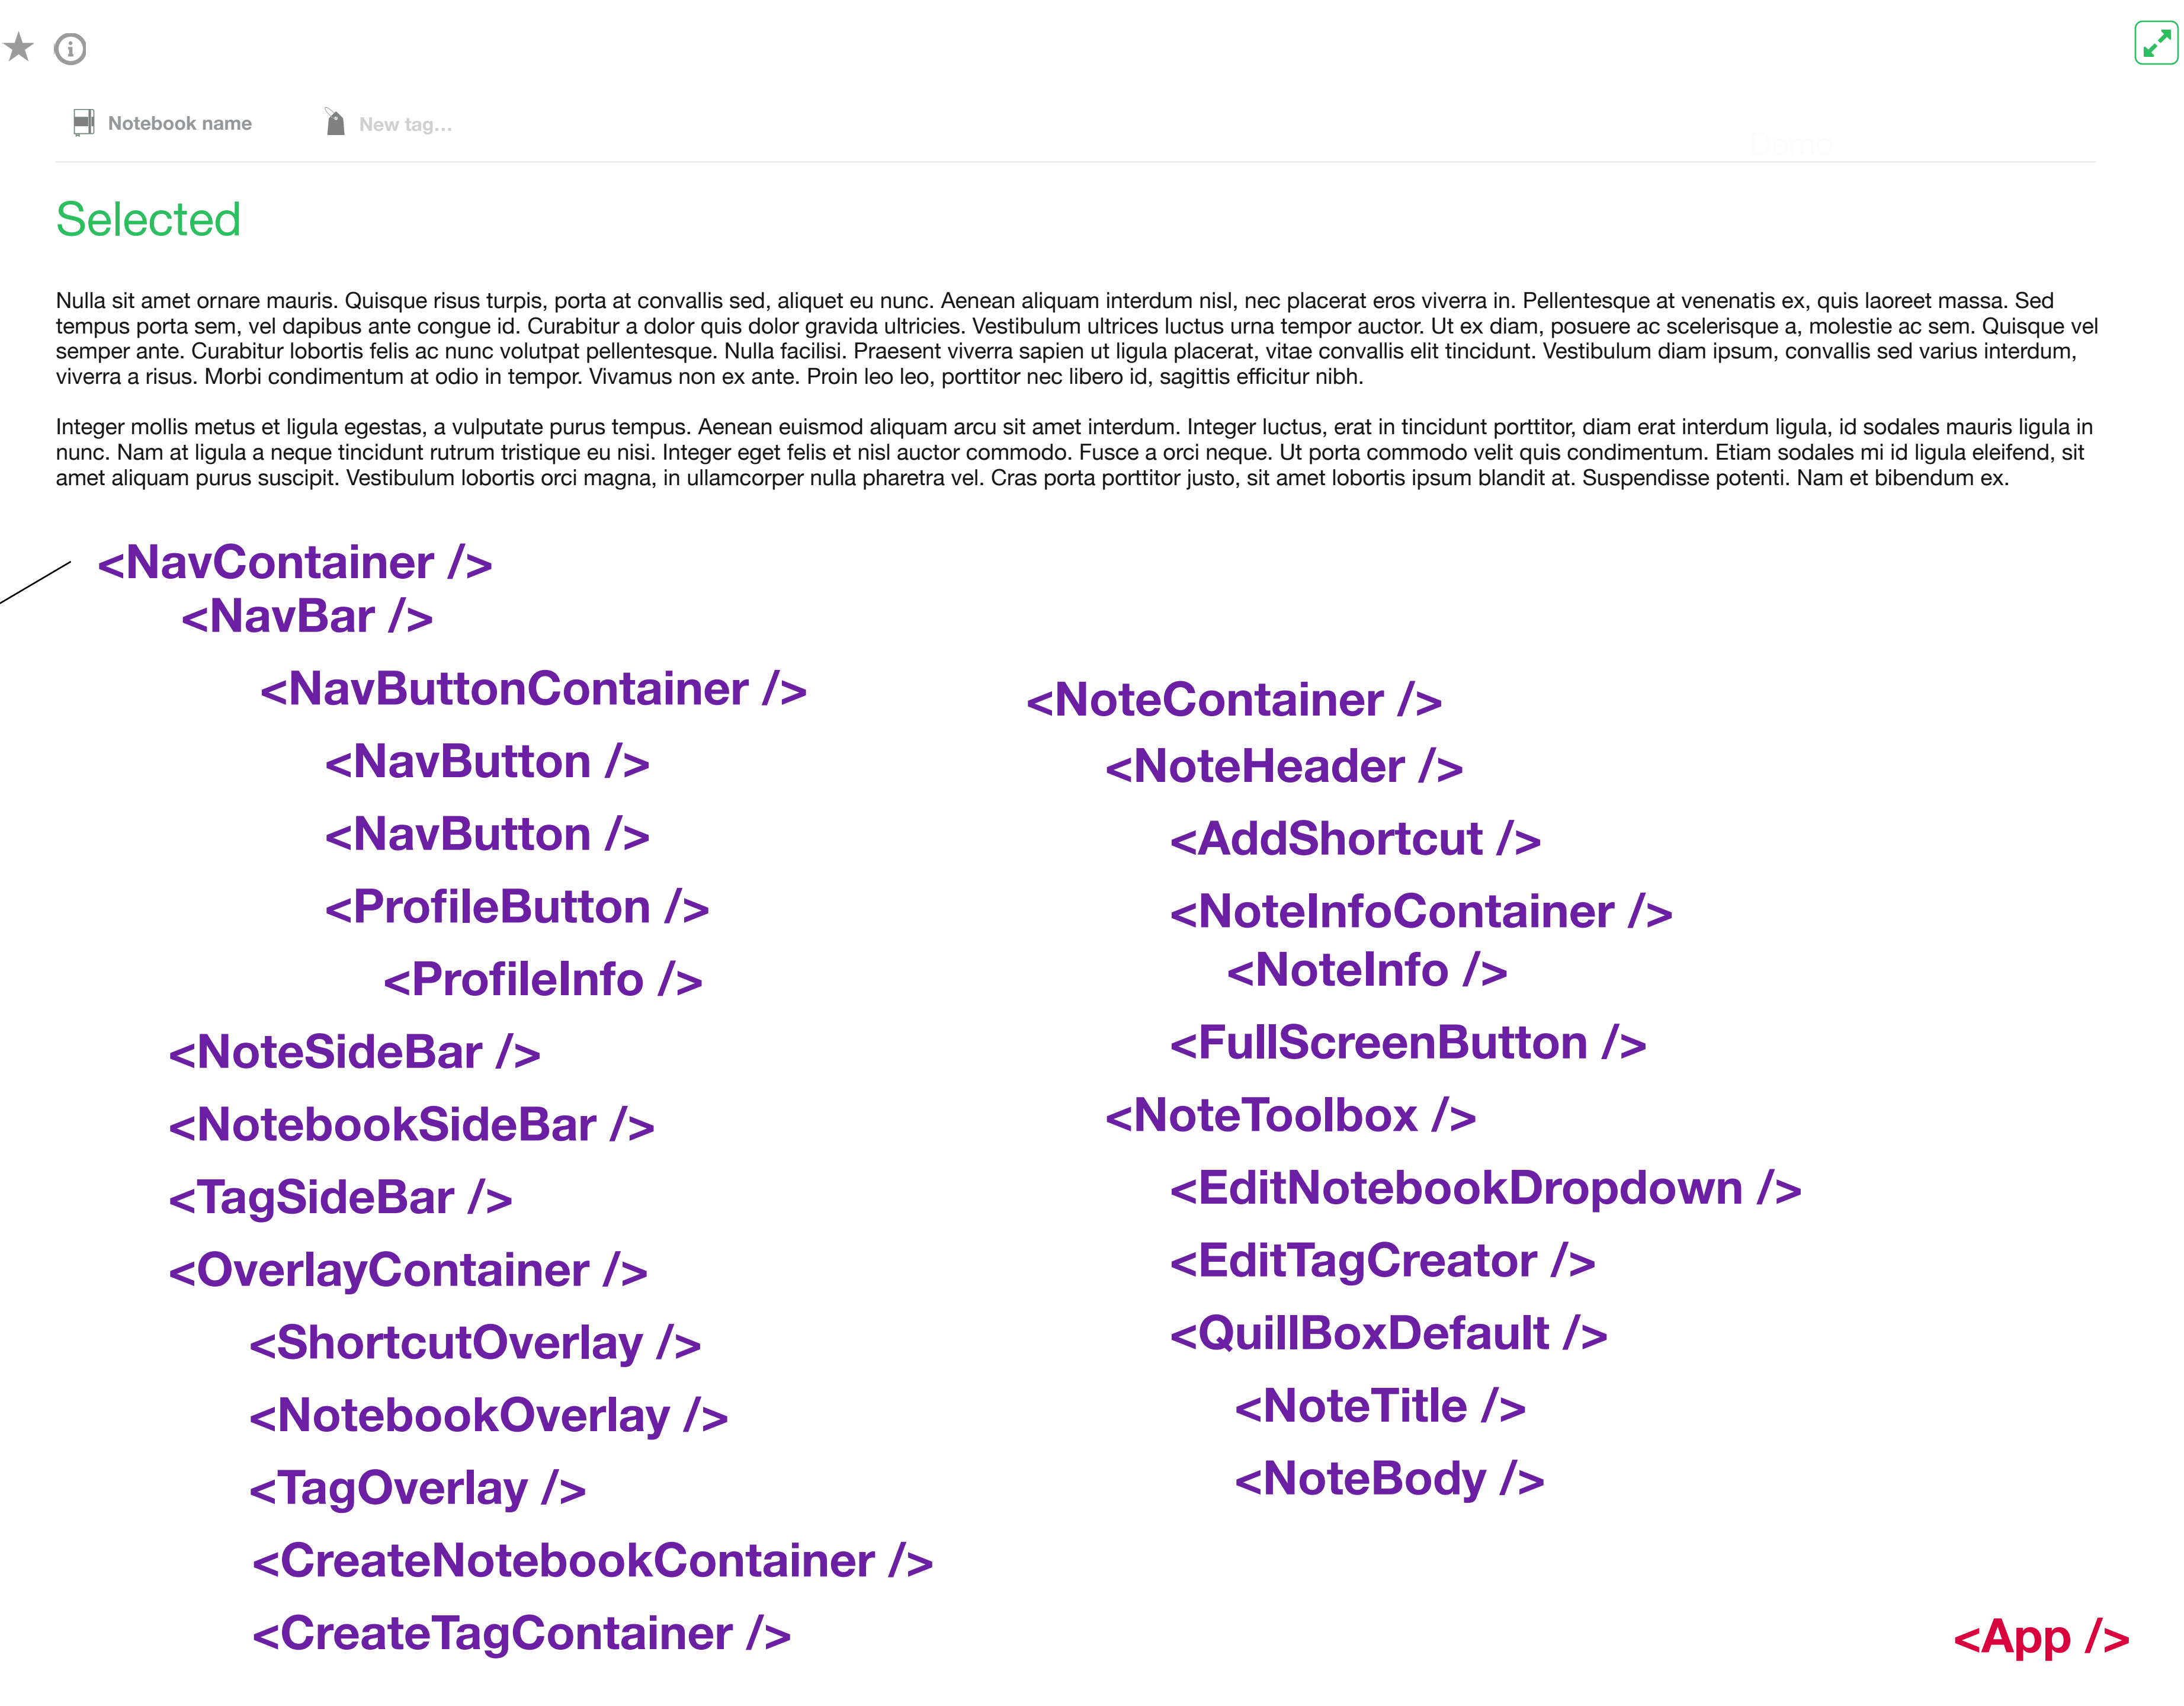 Notebook name
New tag...
Demo
Selected
Nulla sit amet ornare mauris. Quisque risus turpis, porta at convallis sed, aliquet eu nunc. Aenean aliquam interdum nisl, nec placerat eros viverra in. Pellentesque at venenatis ex, quis laoreet massa. Sed
tempus porta sem, vel dapibus ante congue id. Curabitur a dolor quis dolor gravida ultricies. Vestibulum ultrices luctus urna tempor auctor. Ut ex diam, posuere ac scelerisque a, molestie ac sem. Quisque vel
semper ante. Curabitur lobortis felis ac nunc volutpat pellentesque. Nulla facilisi. Praesent viverra sapien ut ligula placerat, vitae convallis elit tincidunt. Vestibulum diam ipsum, convallis sed varius interdum,
viverra a risus. Morbi condimentum at odio in tempor. Vivamus non ex ante. Proin leo leo, porttitor nec libero id, sagittis efficitur nibh.
Integer mollis metus et ligula egestas, a vulputate purus tempus. Aenean euismod aliquam arcu sit amet interdum. Integer luctus, erat in tincidunt porttitor, diam erat interdum ligula, id sodales mauris ligula in
nunc. Nam at ligula a neque tincidunt rutrum tristique eu nisi. Integer eget felis et nisl auctor commodo. Fusce a orci neque. Ut porta commodo velit quis condimentum. Etiam sodales mi id ligula eleifend, sit
amet aliquam purus suscipit. Vestibulum lobortis orci magna, in ullamcorper nulla pharetra vel. Cras porta porttitor justo, sit amet lobortis ipsum blandit at. Suspendisse potenti. Nam et bibendum ex.
<NavContainer />
<NavBar />
<NavButtonContainer />
<NavButton />
<NavButton />
<ProfileButton />
<ProfileInfo />
<NoteSideBar />
<NotebookSideBar />
<TagSideBar />
<OverlayContainer />
<ShortcutOverlay />
<NotebookOverlay />
<TagOverlay />
<CreateNotebookContainer />
<CreateTagContainer />
<NoteContainer />
<NoteHeader />
<AddShortcut />
<NoteInfoContainer />
<NoteInfo />
<FullScreenButton />
<NoteToolbox />
<EditNotebookDropdown />
<EditTagCreator />
<QuillBoxDefault />
<NoteTitle />
<NoteBody />
<App />